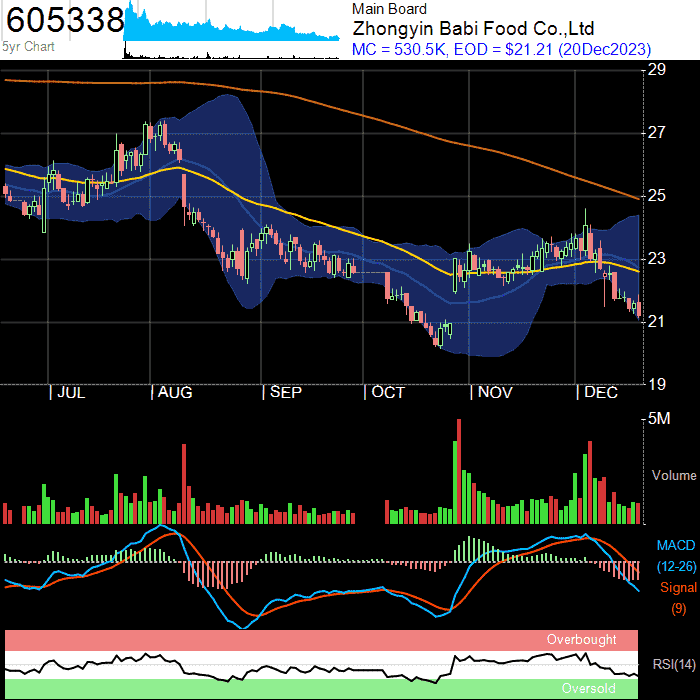 605338
5yr Chart
Main Board
Zhongyin Babi Food Co.,Ltd
MC = 530.5K, EOD = $21.21 (20Dec2023)
29
27
25
23
21
19
JUL
AUG
SEP
OCT
NOV
DEC
5M
Volume
MACD
(12-26)
Signal
(9)
Overbought
RSI(14)
Oversold